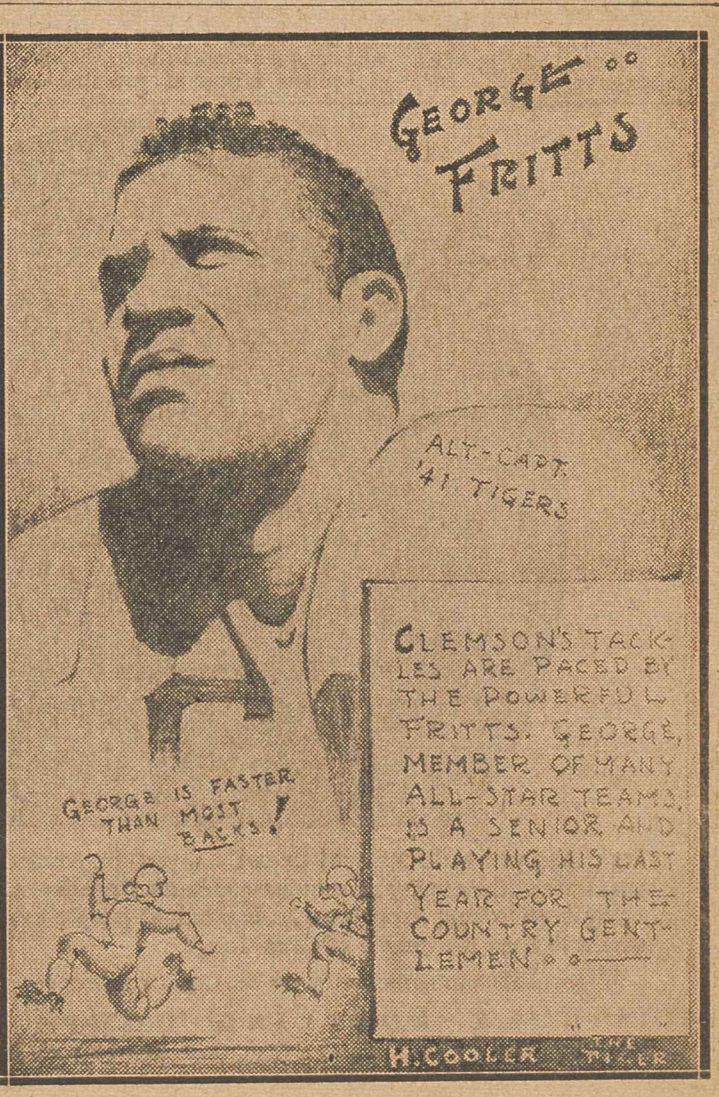 GEORGE..
FRITTS
ALT.-CAPT.
'41 TIGERS
CLEMSON'S TACK-
LES ARE PACED BY
THE POWERFUL
FRITTS. GEORGE,
MEMBER OF MANY
ALL-STAR TEAMS,
IS A SENIOR AND
PLAYING HIS LAST
YEAR FOR THE
COUNTRY GENT-
LEMEN..—
GEORGE IS FASTER
THAN MOST
BACKS!
H. COOLER
"THE
TIGER"